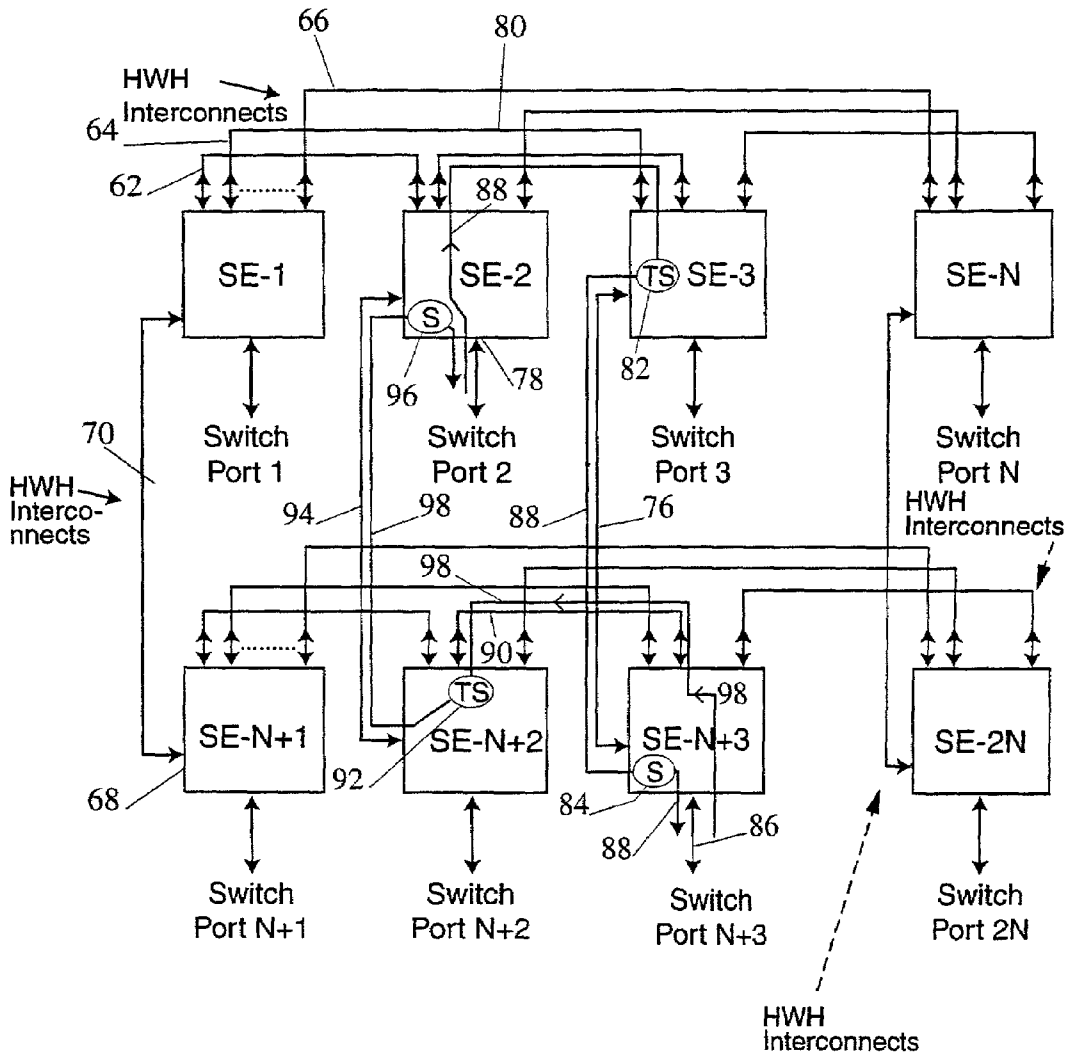 66
80
HWH
Interconnects
64
62
88
SE-1
SE-2
TS
SE-3
SE-N
S
96
78
82
70
Switch
Port 1
Switch
Port 2
Switch
Port 3
Switch
Port N
HWH
Interco-
nnects
94
98
88
76
HWH
Interconnects
98
90
SE-N+1
TS
SE-N+2
98
SE-N+3
SE-2N
S
68
92
84
88
86
Switch
Port N+1
Switch
Port N+2
Switch
Port N+3
Switch
Port 2N
HWH
Interconnects